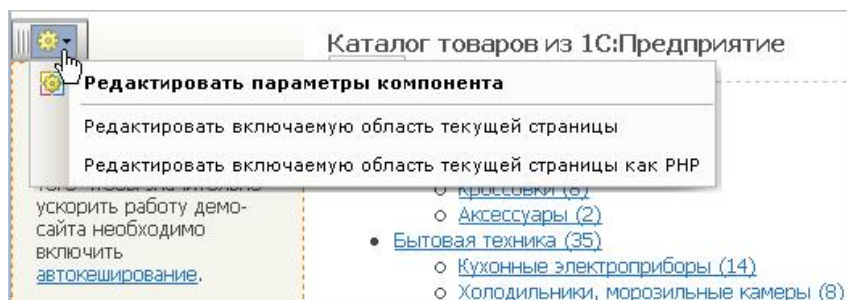 Каталог товаров из 1С:Предприятие
Редактировать параметры компонента
Редактировать включаемую область текущей страницы
Редактировать включаемую область текущей страницы как PHP
Кроссовки (8)
ускорить работу демо-
Аксессуары (2)
сайта необходимо
Бытовая техника (35)
включить
Кухонные электроприборы (14)
автокеширование.
Холодильники, морозильные камеры (8)